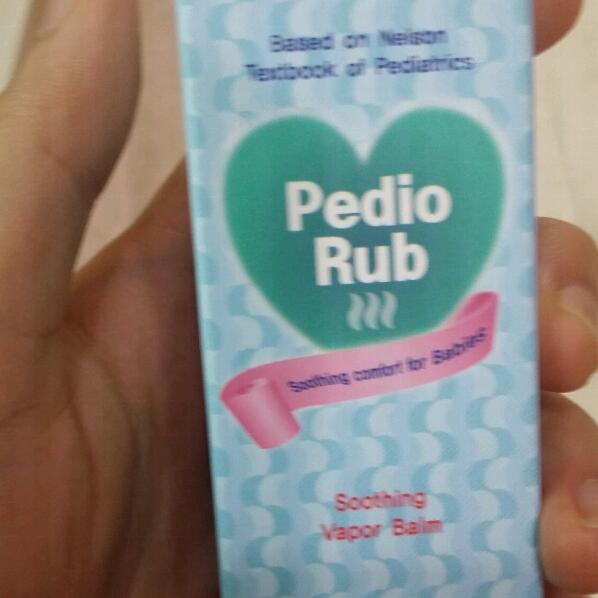 Based on Nelson
Textbook of Pediatrics
Pedio
Rub
Soothing comfort for Babies
Soothing
Vapor Balm